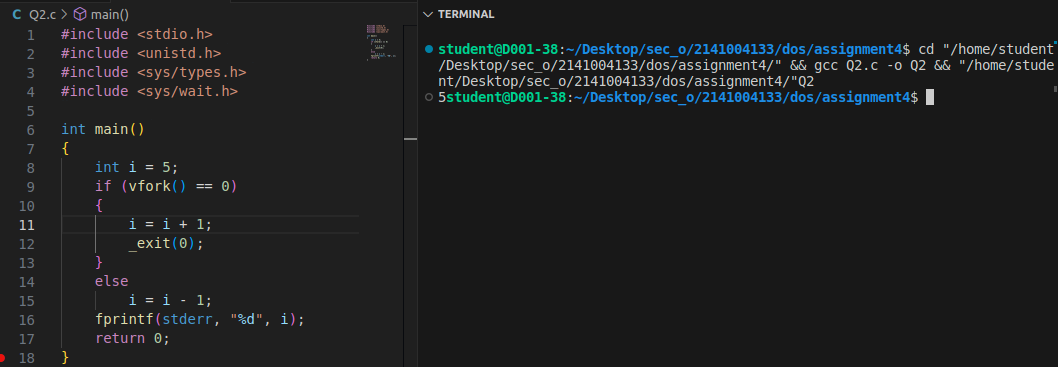 C Q2.c > main()
1 #include <stdio.h>
2 #include <unistd.h>
3 #include <sys/types.h>
4 #include <sys/wait.h>
5
6 int main()
7 {
8 int i = 5;
9 if (vfork() == 0)
10 {
11 i = i + 1;
12 _exit(0);
13 }
14 else
15 i = i - 1;
16 fprintf(stderr, "%d", i);
17 return 0;
18 }
TERMINAL
student@D001-38:~/Desktop/sec_o/2141004133/dos/assignment4$ cd "/home/student
/Desktop/sec_o/2141004133/dos/assignment4/" && gcc Q2.c -o Q2 && "/home/stude
nt/Desktop/sec_o/2141004133/dos/assignment4/"Q2
5student@D001-38:~/Desktop/sec_o/2141004133/dos/assignment4$